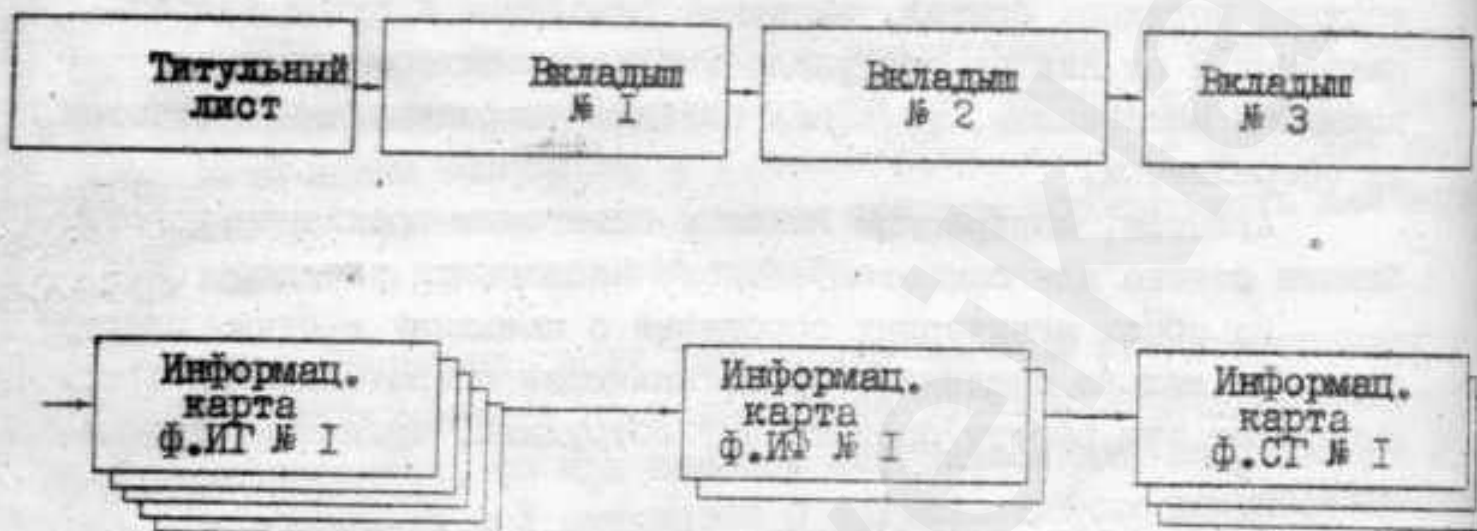 Титульный
лист
Вкладыш
№ I
Вкладыш
№ 2
Вкладыш
№ 3
Информац.
карта
ф.ИГ № I
Информац.
карта
ф.ИФ № I
Информац.
карта
ф.СГ № I